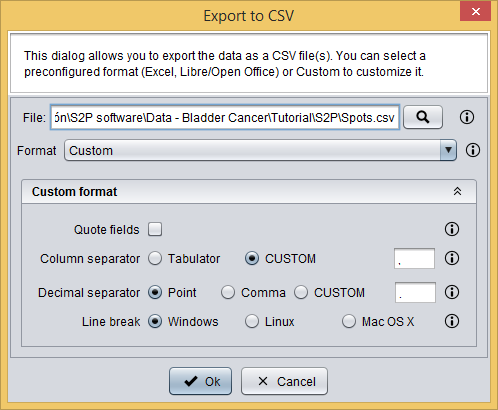 Export to CSV
This dialog allows you to export the data as a CSV file(s). You can select a
preconfigured format (Excel, Libre/Open Office) or Custom to customize it.
File: ón\S2P software\Data - Bladder Cancer\Tutorial\S2P\Spots.csv
Format Custom
Custom format
Quote fields
Column separator Tabulator CUSTOM ,
Decimal separator Point Comma CUSTOM .
Line break Windows Linux Mac OS X
Ok Cancel